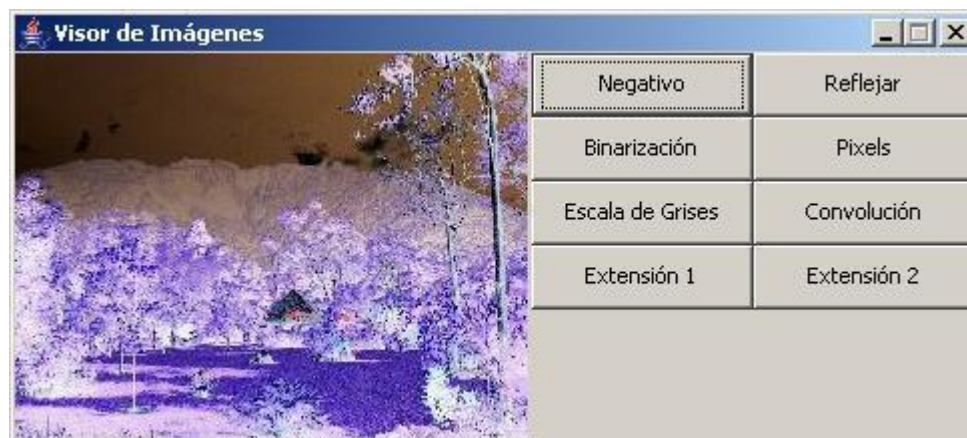 Visor de Imágenes
Negativo
Reflejar
Binarización
Pixels
Escala de Grises
Convolución
Extensión 1
Extensión 2